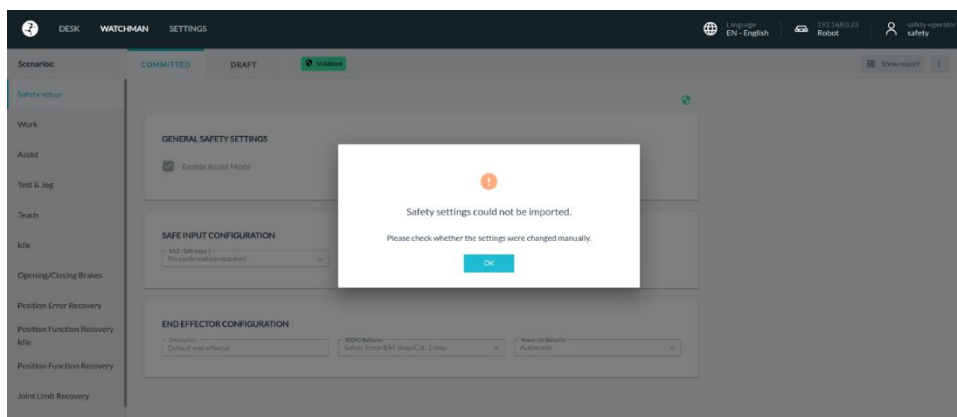 DESK WATCHMAN SETTINGS
Language
EN - English
192.168.0.23
Robot
safety-operator
safety
Scenarios:
COMMITTED DRAFT Validated Show report
Safety setup
Work
Assist
Test & Jog
Teach
Idle
Opening/Closing Brakes
Position Error Recovery
Position Function Recovery
Idle
Position Function Recovery
Joint Limit Recovery
GENERAL SAFETY SETTINGS
Enable Assist Mode
SAFE INPUT CONFIGURATION
No confirmation required
END EFFECTOR CONFIGURATION
Description
Default end effector
SEEPO Behavior
Safety Error/EM-Stop/Cat. 1 stop
Power On Behavior
Automatic
Safety settings could not be imported.
Please check whether the settings were changed manually.
OK